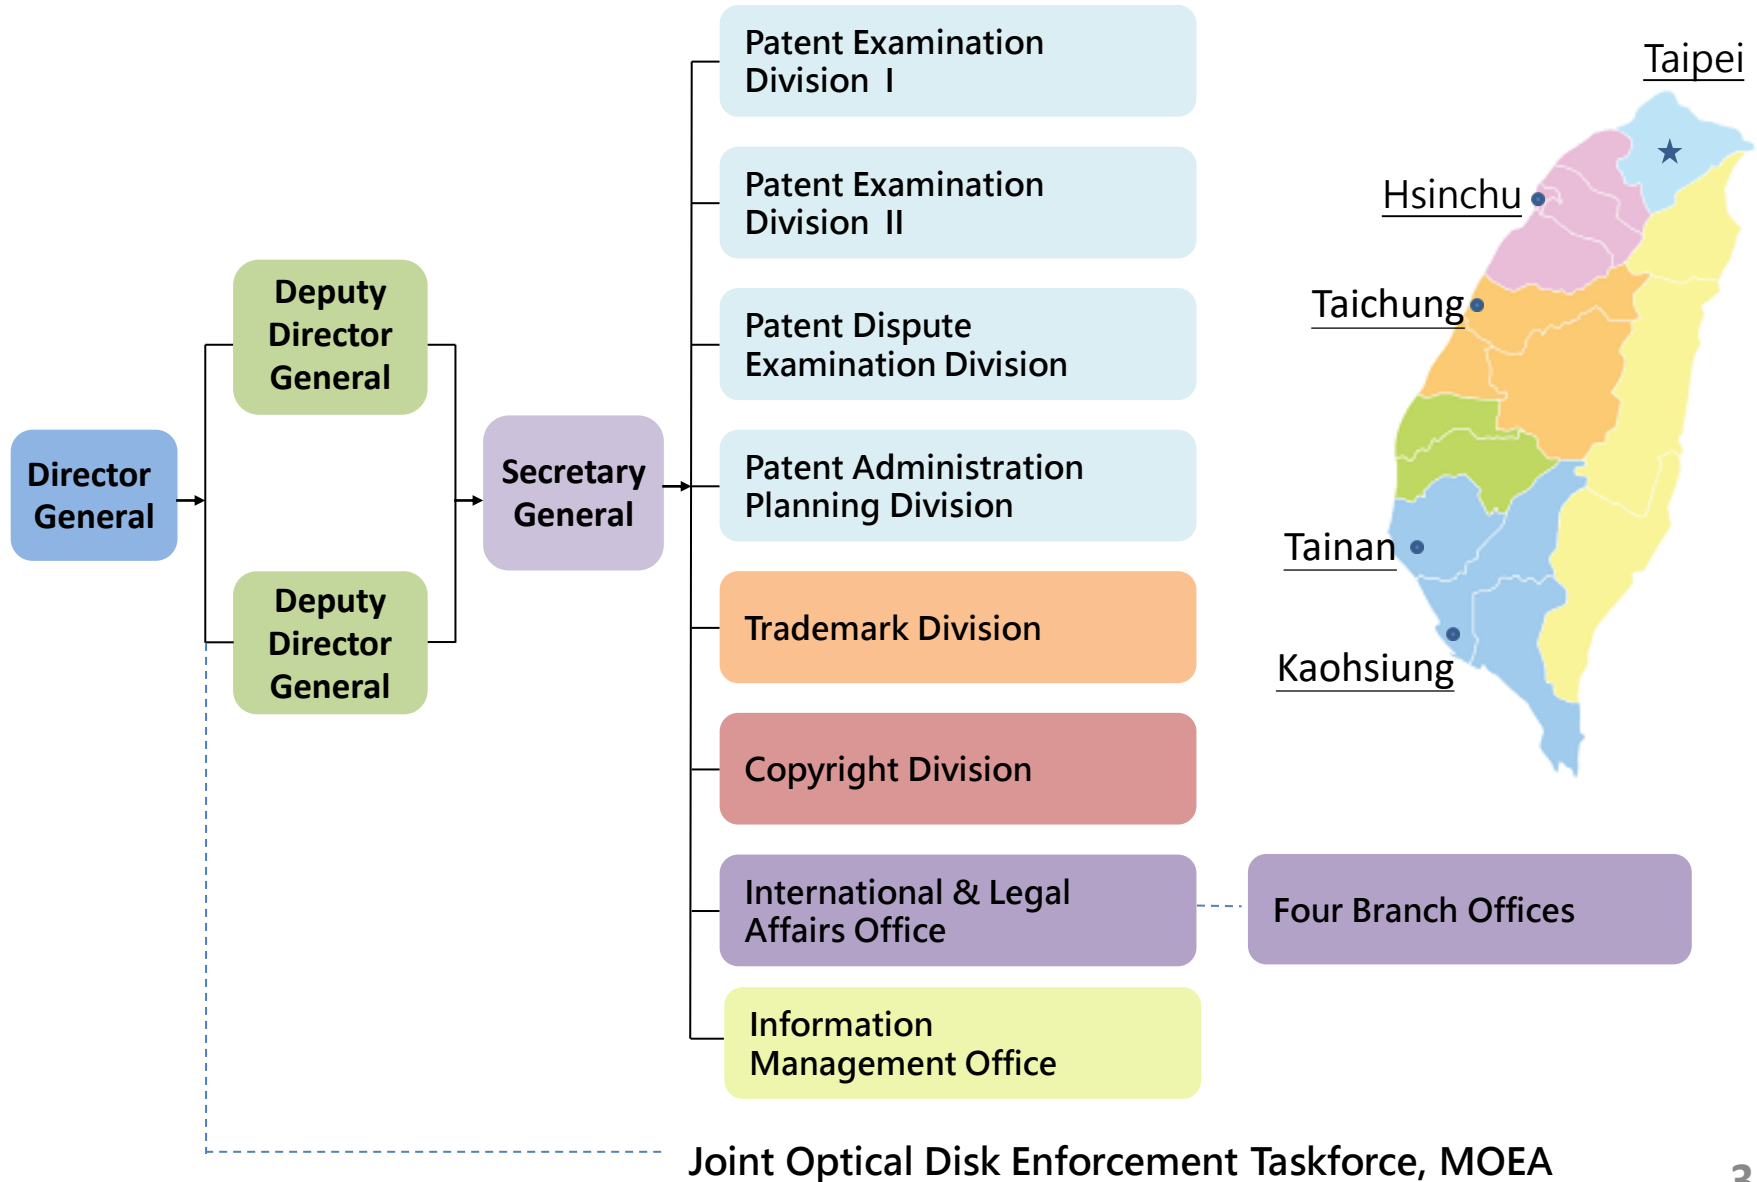 Director
General
Deputy
Director
General
Deputy
Director
General
Secretary
General
Patent Examination
Division I
Patent Examination
Division II
Patent Dispute
Examination Division
Patent Administration
Planning Division
Trademark Division
Copyright Division
International & Legal
Affairs Office
Information
Management Office
Four Branch Offices
Taipei
Hsinchu
Taichung
Tainan
Kaohsiung
Joint Optical Disk Enforcement Taskforce, MOEA
3